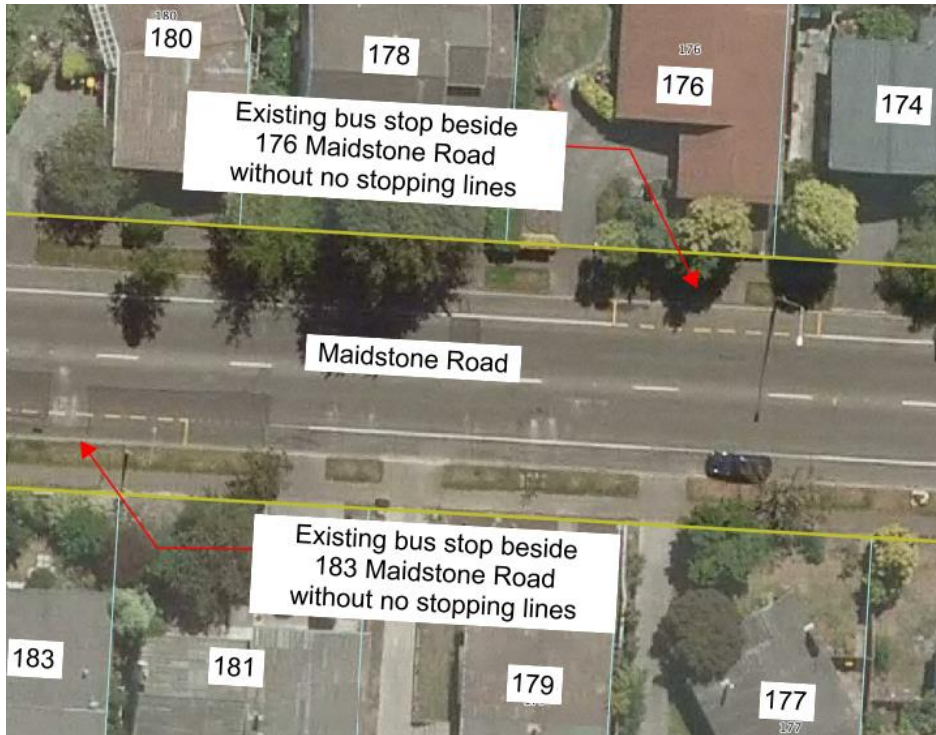 180
180
178
176
176
174
Existing bus stop beside
176 Maidstone Road
without no stopping lines
Maidstone Road
Existing bus stop beside
183 Maidstone Road
without no stopping lines
183
181
179
177
177